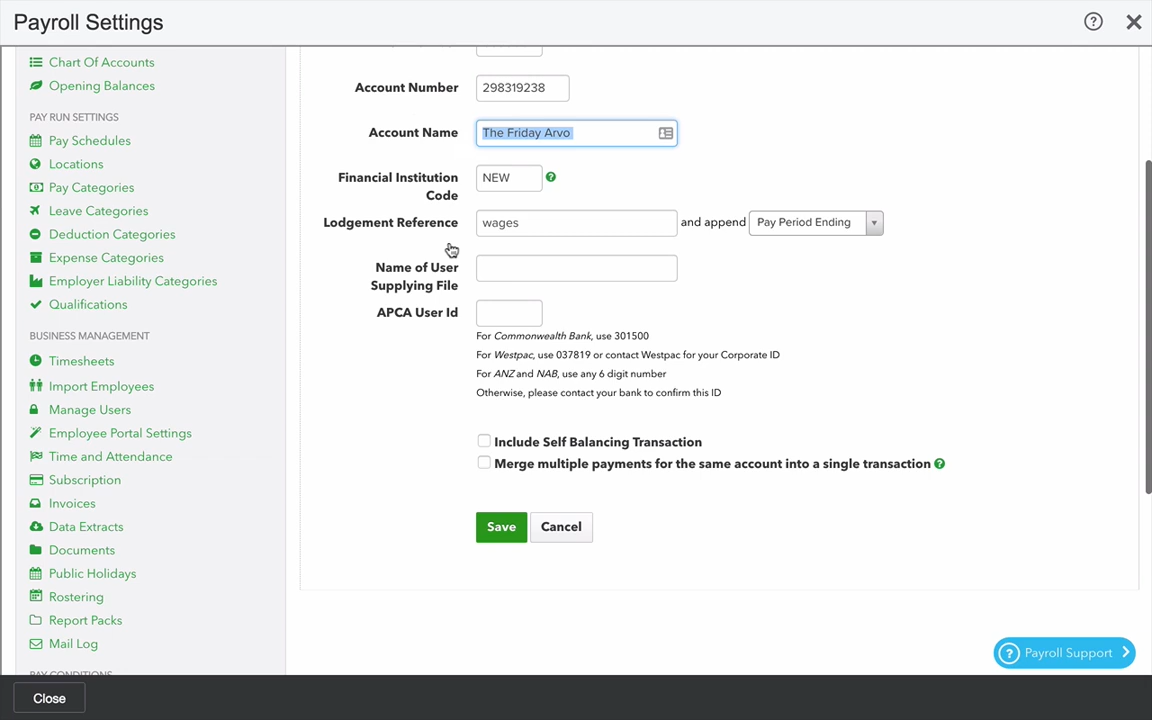 Payroll Settings
Chart Of Accounts
Opening Balances
PAY RUN SETTINGS
Pay Schedules
Locations
Pay Categories
Leave Categories
Deduction Categories
Expense Categories
Employer Liability Categories
Qualifications
BUSINESS MANAGEMENT
Timesheets
Import Employees
Manage Users
Employee Portal Settings
Time and Attendance
Subscription
Invoices
Data Extracts
Documents
Public Holidays
Rostering
Report Packs
Mail Log
PAY CONDITIONS
Account Number 298319238
Account Name The Friday Arvo
Financial Institution NEW
Code
Lodgement Reference wages and append Pay Period Ending
Name of User
Supplying File
APCA User Id
For Commonwealth Bank, use 301500
For Westpac, use 037819 or contact Westpac for your Corporate ID
For ANZ and NAB, use any 6 digit number
Otherwise, please contact your bank to confirm this ID
Include Self Balancing Transaction
Merge multiple payments for the same account into a single transaction
Save Cancel
Payroll Support
Close